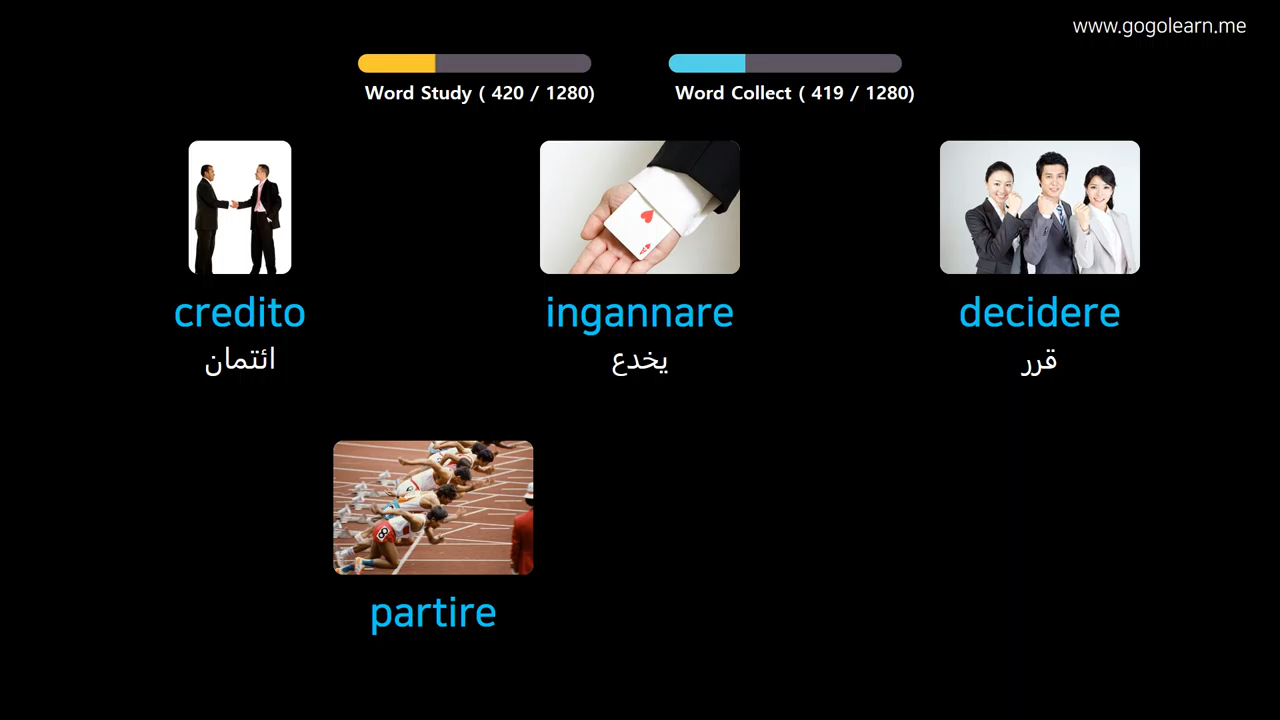 www.gogolearn.me
Word Study ( 420 / 1280)
Word Collect ( 419 / 1280)
credito
ائتمان
ingannare
يخدع
decidere
قرر
partire